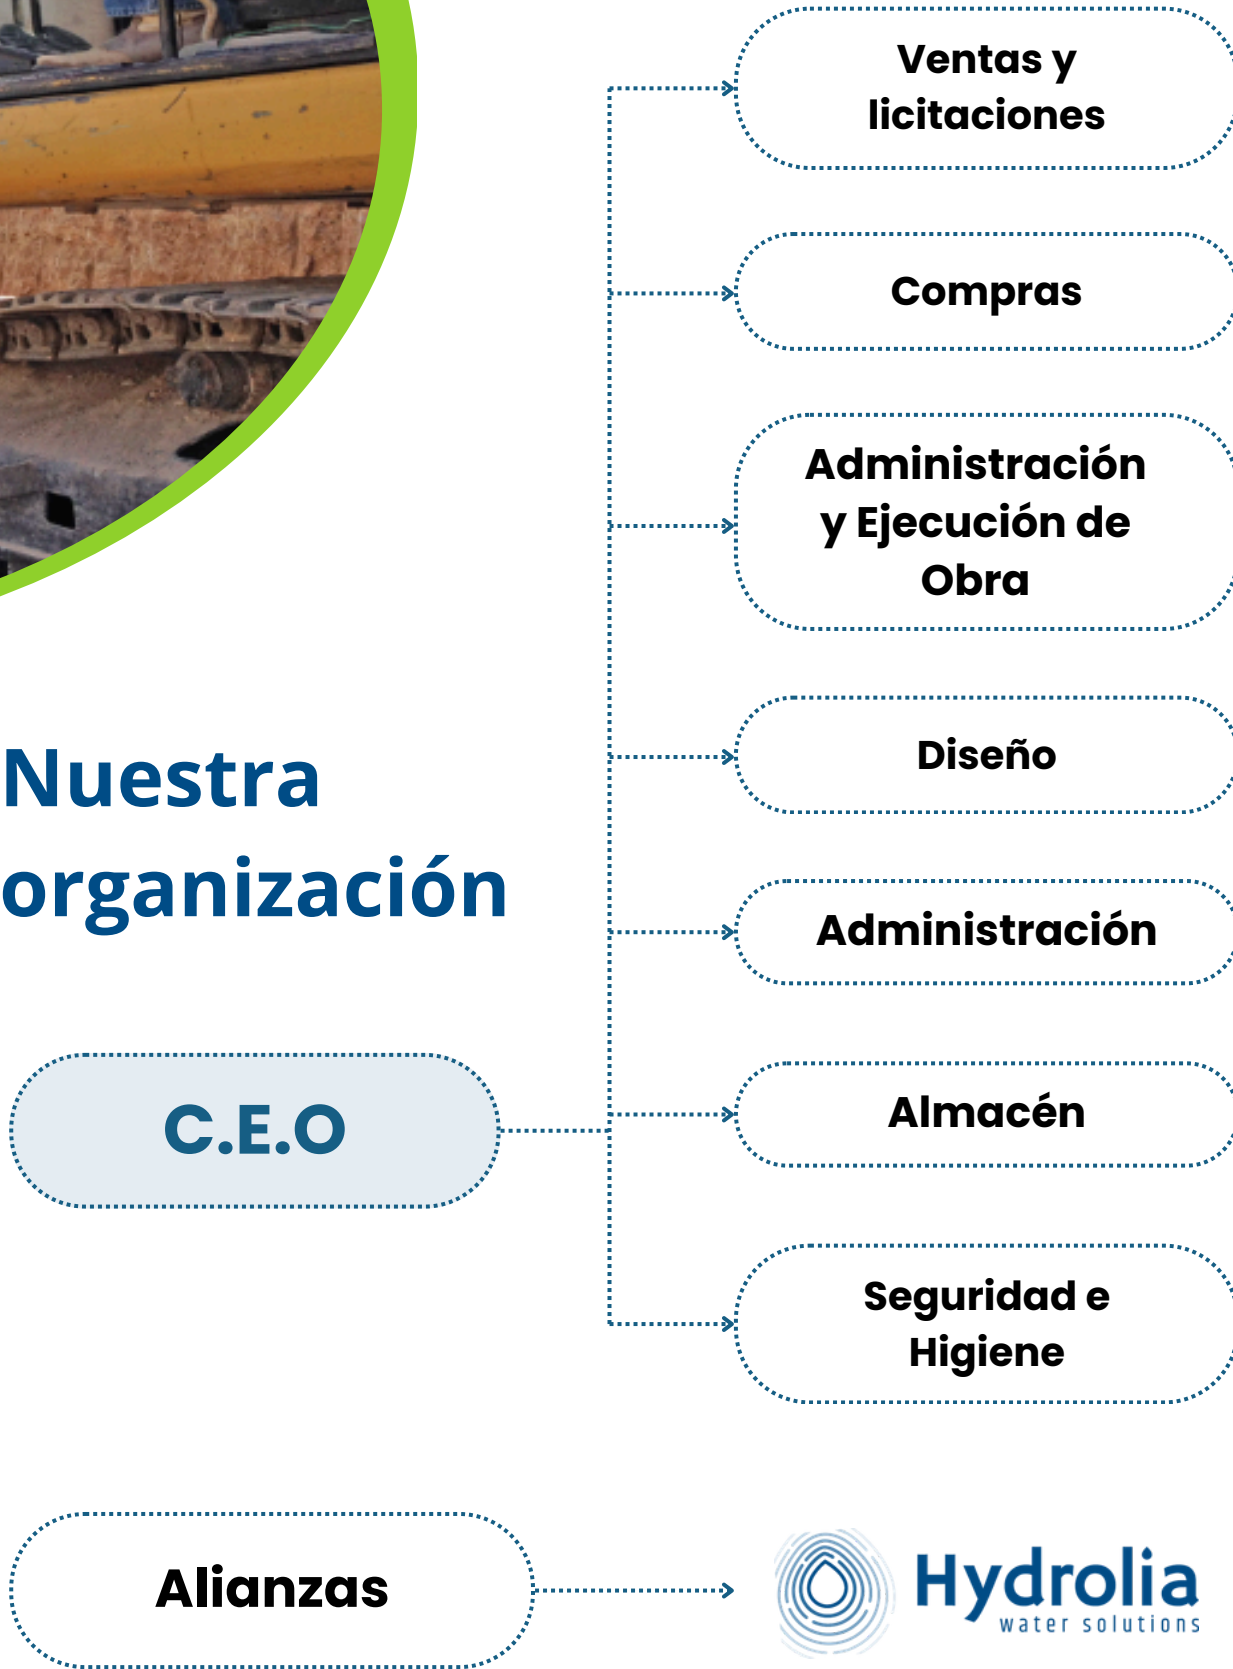 Ventas y
licitaciones
Compras
Administración
y Ejecución de
Obra
Diseño
Administración
Almacén
Seguridad e
Higiene
Nuestra
organización
C.E.O
Alianzas
Hydrolia
water solutions